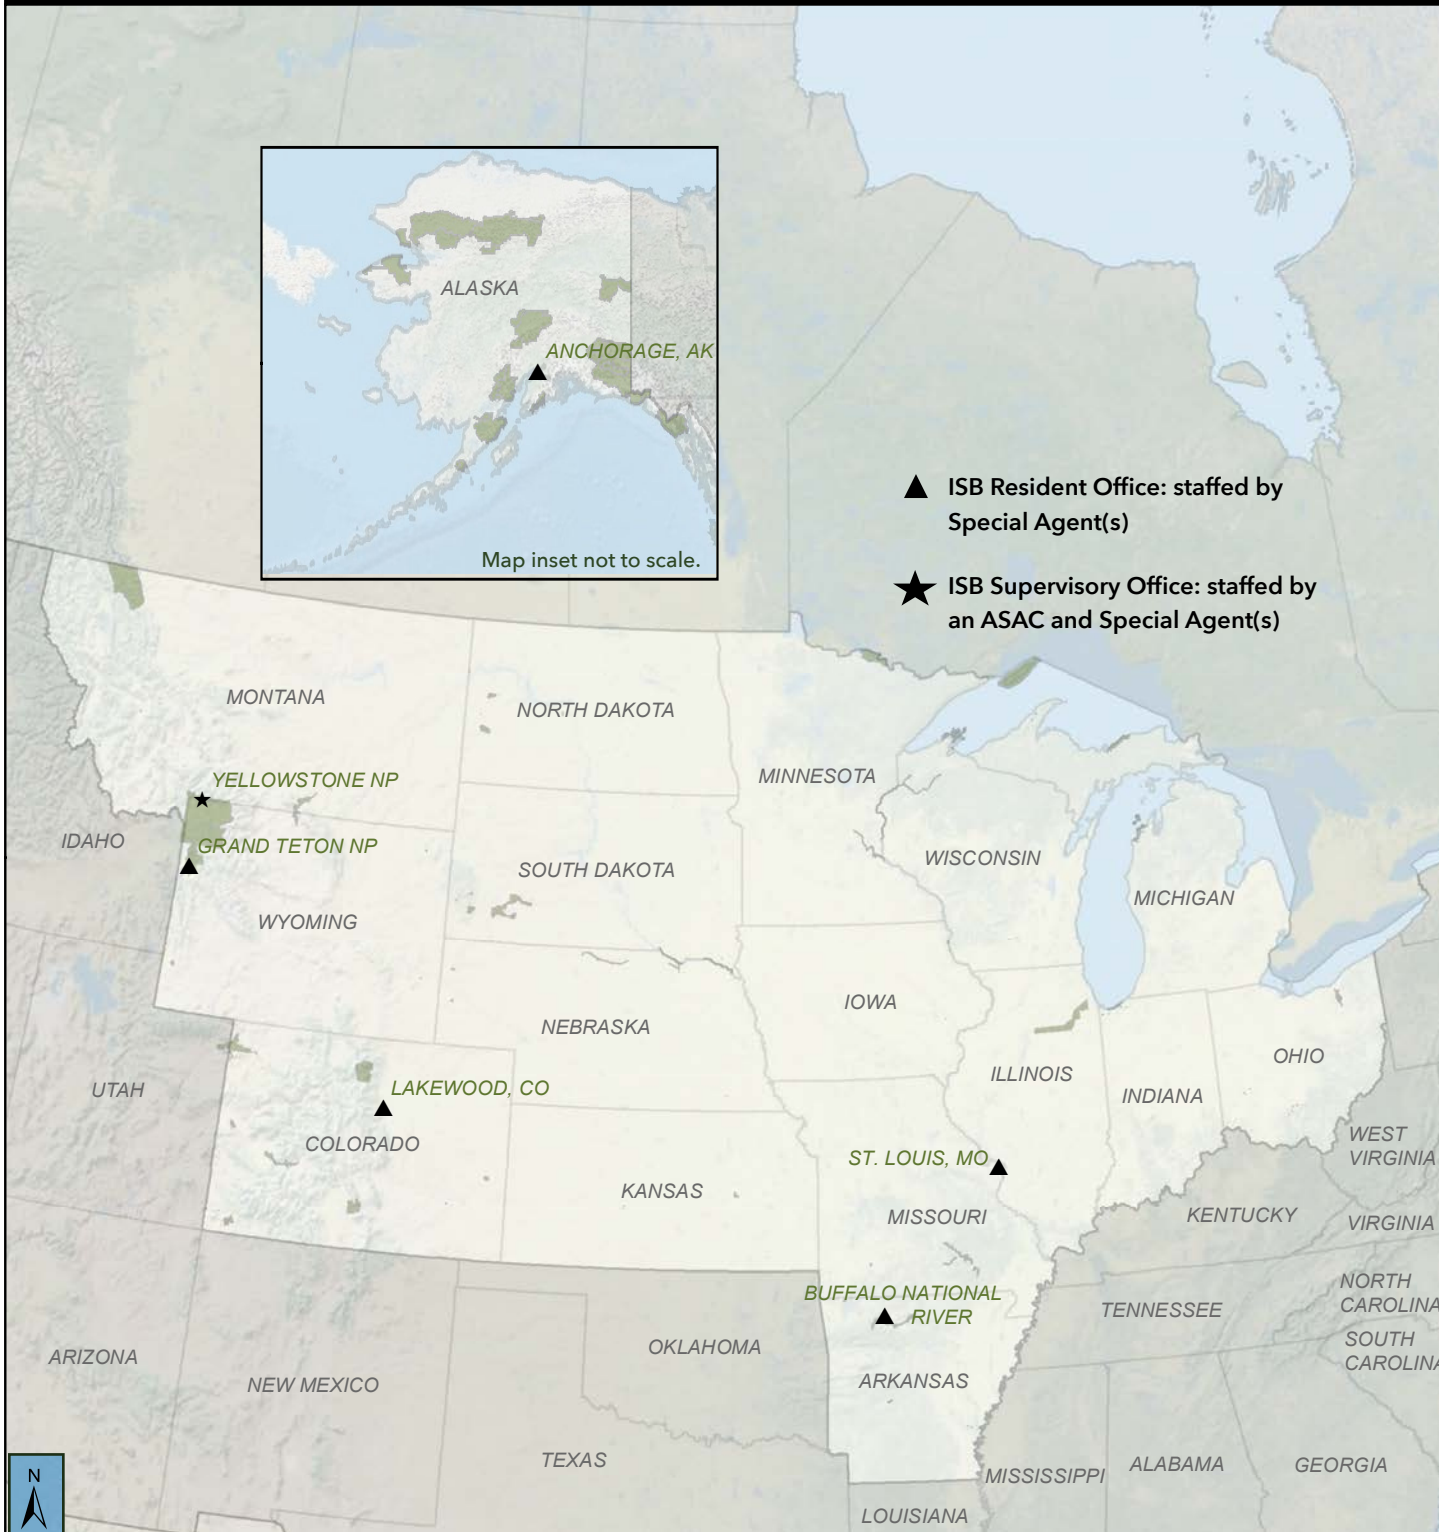 ALASKA
ANCHORAGE, AK
Map inset not to scale.
ISB Resident Office: staffed by
Special Agent(s)
ISB Supervisory Office: staffed by
an ASAC and Special Agent(s)
MONTANA
NORTH DAKOTA
MINNESOTA
YELLOWSTONE NP
IDAHO
GRAND TETON NP
WISCONSIN
SOUTH DAKOTA
MICHIGAN
WYOMING
IOWA
NEBRASKA
OHIO
ILLINOIS
UTAH
LAKEWOOD, CO
INDIANA
COLORADO
WEST
VIRGINIA
ST. LOUIS, MO
KANSAS
MISSOURI
KENTUCKY
VIRGINIA
BUFFALO NATIONAL
RIVER
NORTH
CAROLINA
TENNESSEE
SOUTH
CAROLINA
OKLAHOMA
ARIZONA
NEW MEXICO
ARKANSAS
TEXAS
MISSISSIPPI
ALABAMA
GEORGIA
N
LOUISIANA